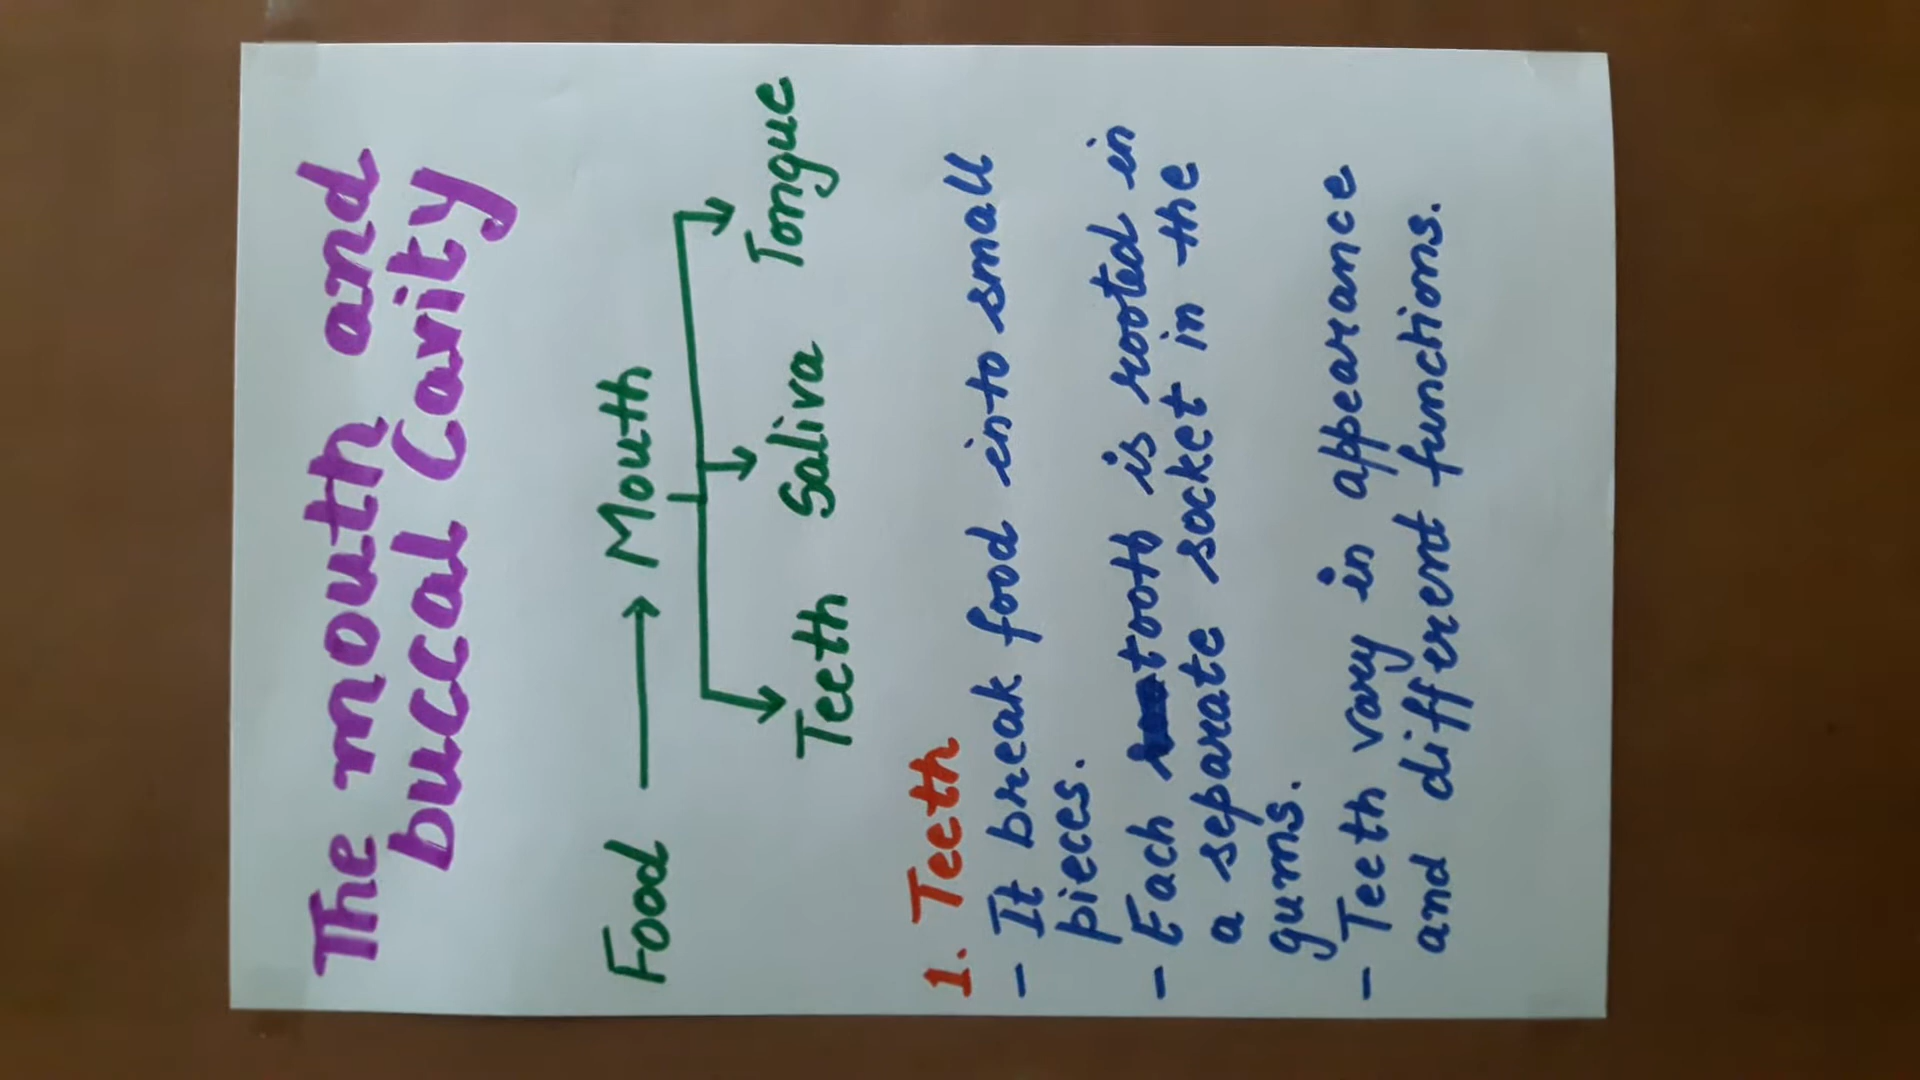 The mouth and
buccal Cavity
Food → Mouth
Teeth Saliva Tongue
1. Teeth
- It break food into small
pieces.
- Each tooth is rooted in
a separate socket in the
gums.
- Teeth vary in appearance
and different functions.